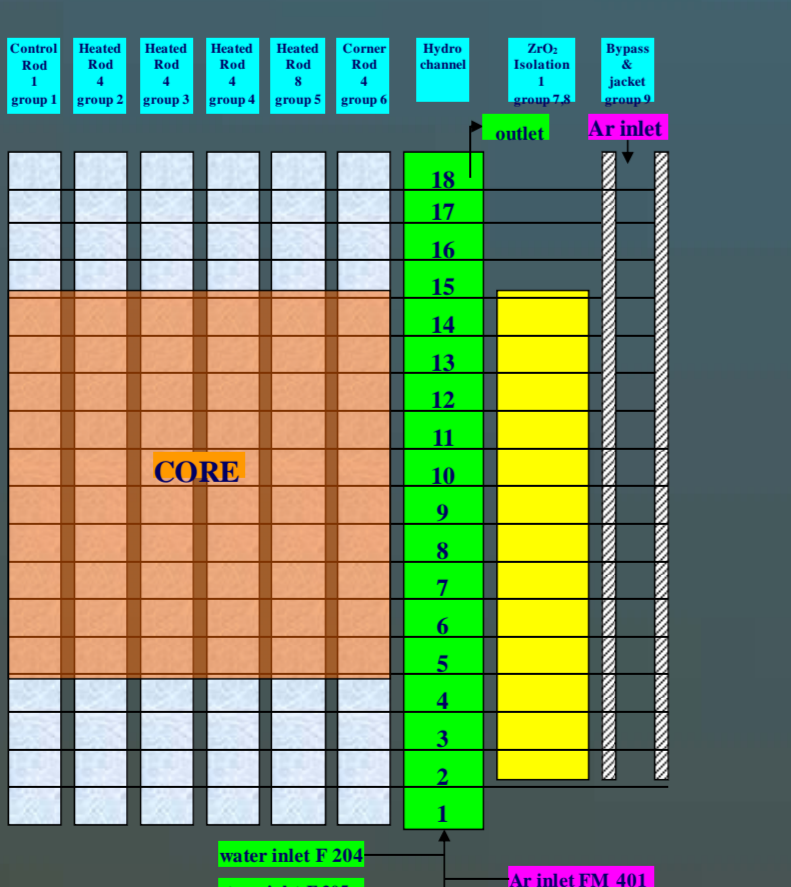 Control
Rod
1
group 1
Heated
Rod
4
group 2
Heated
Rod
4
group 3
Heated
Rod
4
group 4
Heated
Rod
8
group 5
Corner
Rod
4
group 6
Hydro
channel
ZrO₂
Isolation
1
group 7,8
Bypass
&
jacket
group 9
outlet
Ar inlet
18
17
16
15
14
13
12
11
10
9
8
7
6
5
4
3
2
1
CORE
water inlet F 204
Ar inlet FM 401